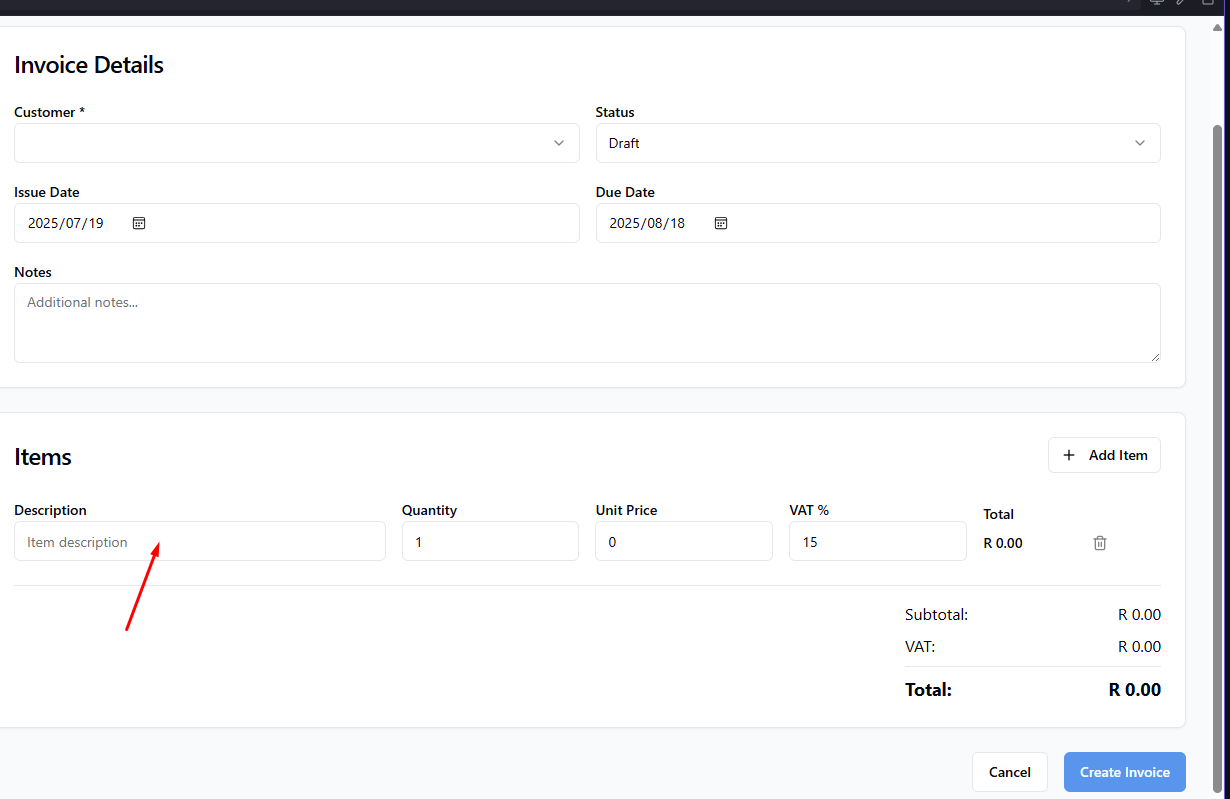 Invoice Details
Customer * Status
Draft
Issue Date Due Date
2025/07/19 2025/08/18
Notes
Additional notes...
Items + Add Item
Description Quantity Unit Price VAT % Total
Item description 1 0 15 R 0.00
Subtotal: R 0.00
VAT: R 0.00
Total: R 0.00
Cancel Create Invoice